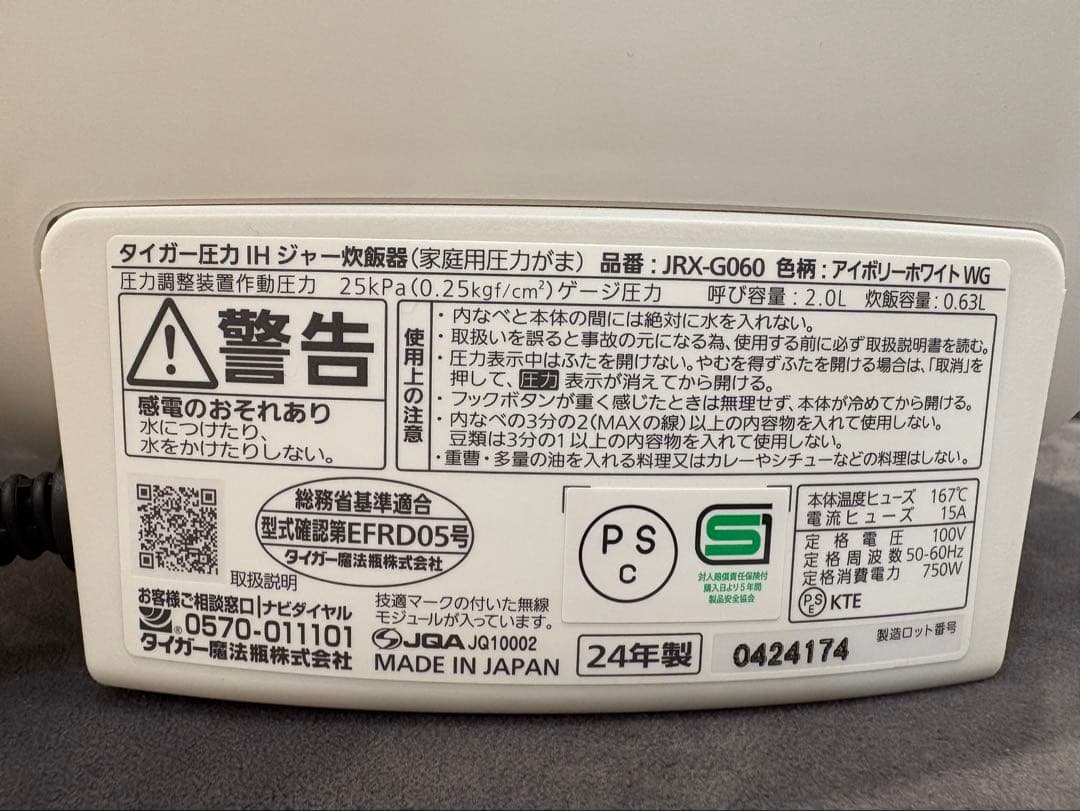 タイガー圧力IHジャー炊飯器(家庭用圧力がま) 品番:JRX-G060 色柄:アイボリーホワイトWG
圧力調整装置作動圧力 25kPa(0.25kgf/cm²)ゲージ圧力 呼び容量:2.0L 炊飯容量:0.63L
警告
感電のおそれあり
水につけたり、
水をかけたりしない。
使用上の注意
・内なべと本体の間には絶対に水を入れない。
・取扱いを誤ると事故の元になる為、使用する前に必ず取扱説明書を読む。
・圧力表示中はふたを開けない。やむを得ずふたを開ける場合は、「取消」を
押して、圧力 表示が消えてから開ける。
・フックボタンが重く感じたときは無理せず、本体が冷めてから開ける。
・内なべの3分の2(MAXの線)以上の内容物を入れて使用しない。
豆類は3分の1以上の内容物を入れて使用しない。
・重曹・多量の油を入れる料理又はカレーやシチューなどの料理はしない。
取扱説明
総務省基準適合
型式確認第EFRD05号
タイガー魔法瓶株式会社
お客様ご相談窓口|ナビダイヤル
® 0570-011101
タイガー魔法瓶株式会社
技適マークの付いた無線
モジュールが入っています。
JQA JQ10002
MADE IN JAPAN
PS
C
S
対人賠償責任保険付
購入日より5年間
製品安全協会
本体温度ヒューズ 167℃
電流ヒューズ 15A
定格電圧 100V
定格周波数 50-60Hz
定格消費電力 750W
PSE KTE
24年製
0424174
製造ロット番号